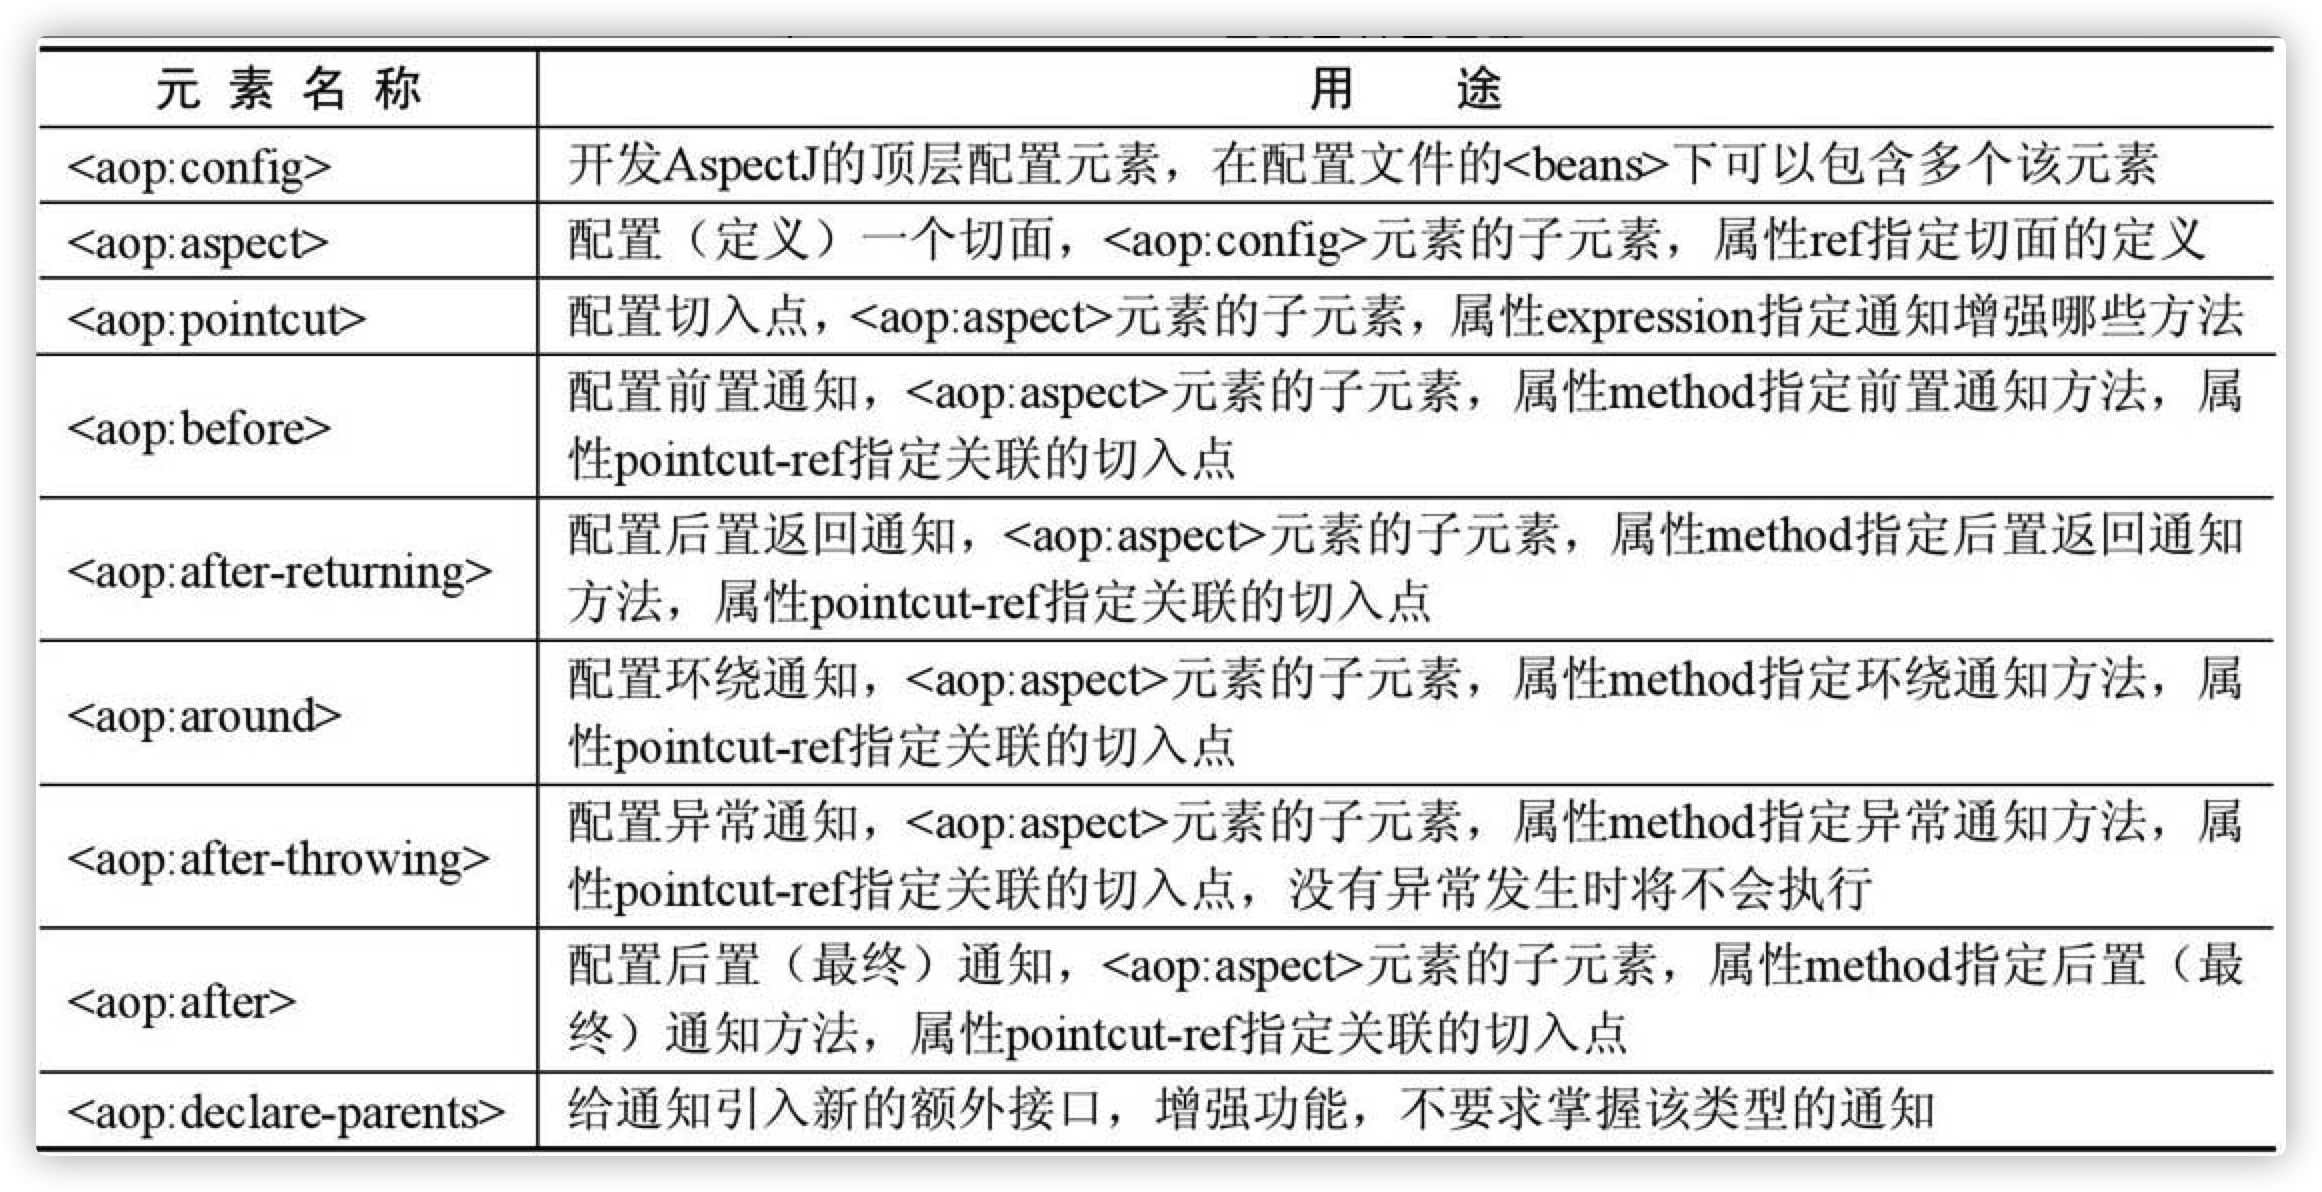 元素名称 用途
<aop:config> 开发AspectJ的顶层配置元素，在配置文件的<beans>下可以包含多个该元素
<aop:aspect> 配置（定义）一个切面，<aop:config>元素的子元素，属性ref指定切面的定义
<aop:pointcut> 配置切入点，<aop:aspect>元素的子元素，属性expression指定通知增强哪些方法
<aop:before> 配置前置通知，<aop:aspect>元素的子元素，属性method指定前置通知方法，属
性pointcut-ref指定关联的切入点
<aop:after-returning> 配置后置返回通知，<aop:aspect>元素的子元素，属性method指定后置返回通知
方法，属性pointcut-ref指定关联的切入点
<aop:around> 配置环绕通知，<aop:aspect>元素的子元素，属性method指定环绕通知方法，属
性pointcut-ref指定关联的切入点
<aop:after-throwing> 配置异常通知，<aop:aspect>元素的子元素，属性method指定异常通知方法，属
性pointcut-ref指定关联的切入点，没有异常发生时将不会执行
<aop:after> 配置后置（最终）通知，<aop:aspect>元素的子元素，属性method指定后置（最
终）通知方法，属性pointcut-ref指定关联的切入点
<aop:declare-parents> 给通知引入新的额外接口，增强功能，不要求掌握该类型的通知